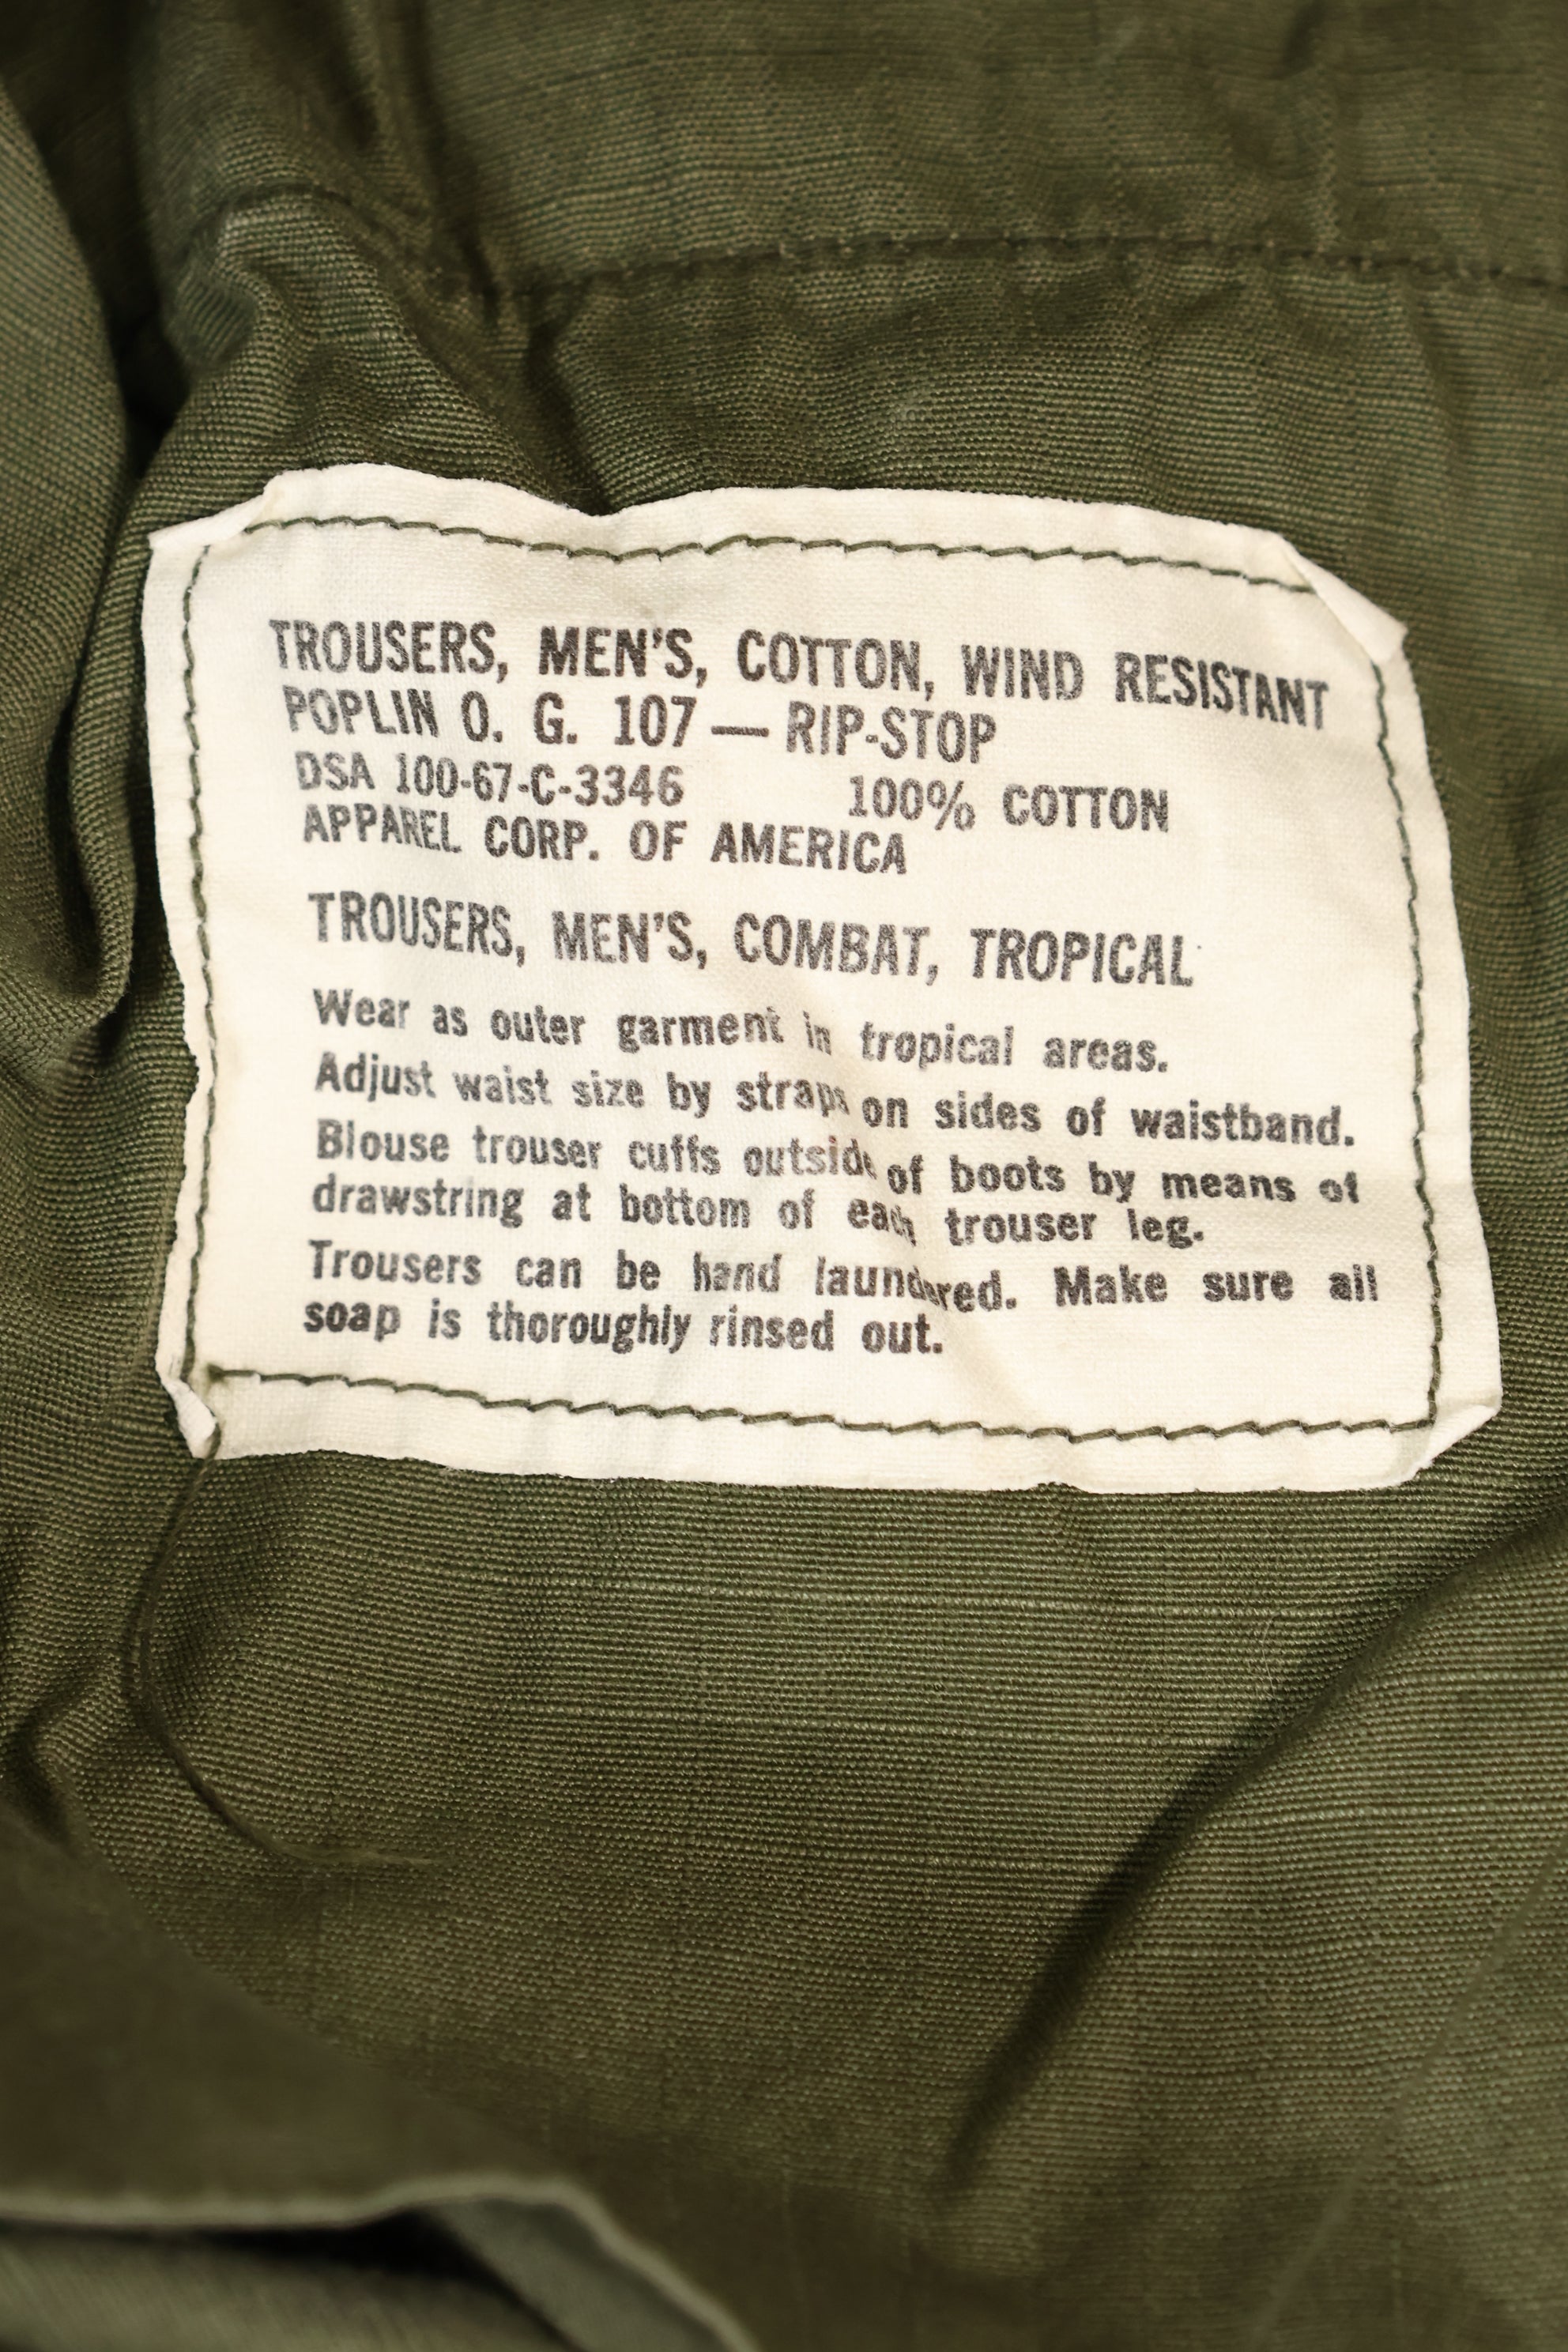 TROUSERS, MEN'S, COTTON, WIND RESISTANT
POPLIN O. G. 107 — RIP-STOP
DSA 100-67-C-3346 100% COTTON
APPAREL CORP. OF AMERICA
TROUSERS, MEN'S, COMBAT, TROPICAL
Wear as outer garment in tropical areas.
Adjust waist size by straps on sides of waistband.
Blouse trouser cuffs outside of boots by means of
drawstring at bottom of each trouser leg.
Trousers can be hand laundered. Make sure all
soap is thoroughly rinsed out.